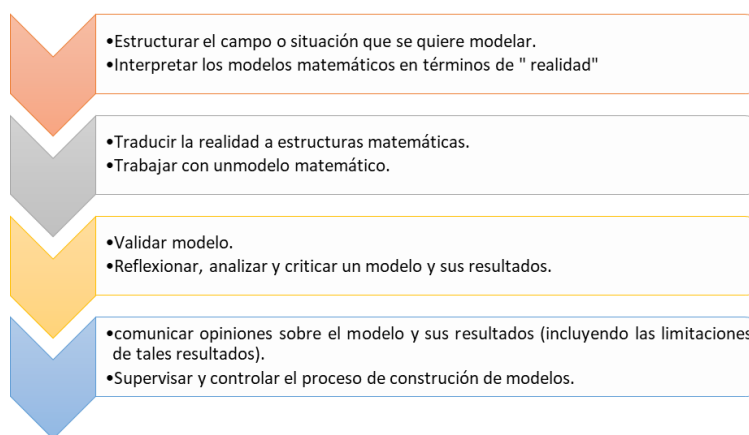 •Estructurar el campo o situación que se quiere modelar.
•Interpretar los modelos matemáticos en términos de " realidad"
•Traducir la realidad a estructuras matemáticas.
•Trabajar con unmodelo matemático.
•Validar modelo.
•Reflexionar, analizar y criticar un modelo y sus resultados.
•comunicar opiniones sobre el modelo y sus resultados (incluyendo las limitaciones
de tales resultados).
•Supervisar y controlar el proceso de construción de modelos.